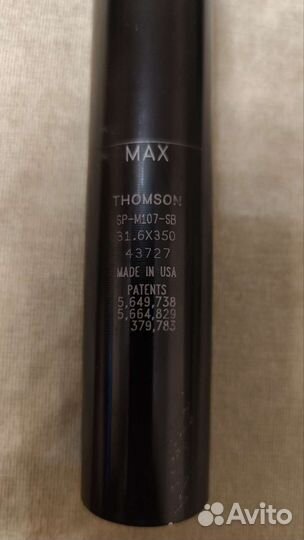 MAX
THOMSON
SP-M107-SB
31.6X350
43727
MADE IN USA
PATENTS
5,649,738
5,664,829
379,783
Avito